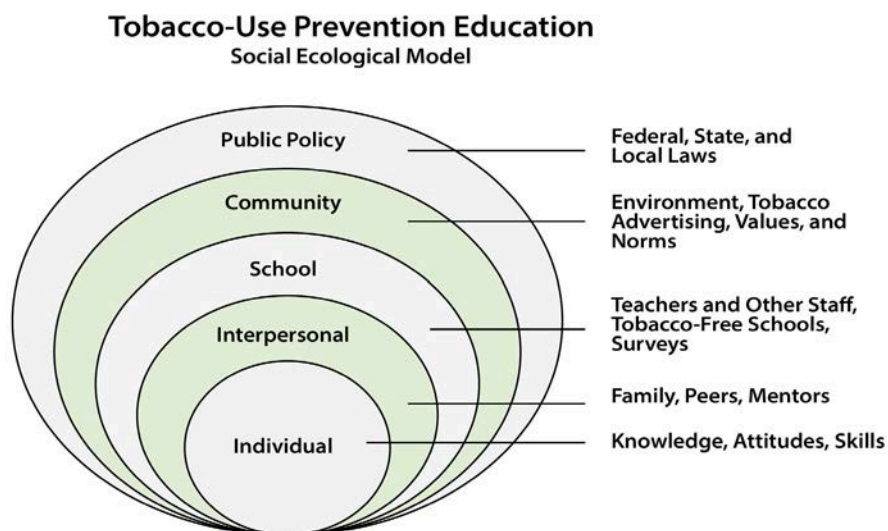 Tobacco-Use Prevention Education
Social Ecological Model
Public Policy
Federal, State, and
Local Laws
Community
Environment, Tobacco
Advertising, Values, and
Norms
School
Teachers and Other Staff,
Tobacco-Free Schools,
Surveys
Interpersonal
Family, Peers, Mentors
Individual
Knowledge, Attitudes, Skills